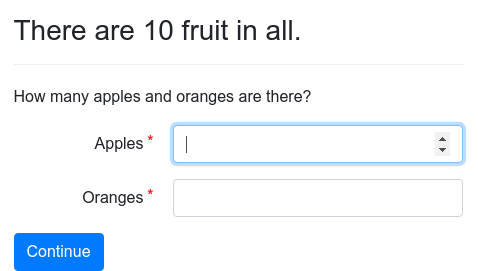 There are 10 fruit in all.
How many apples and oranges are there?
Apples *
Oranges *
Continue